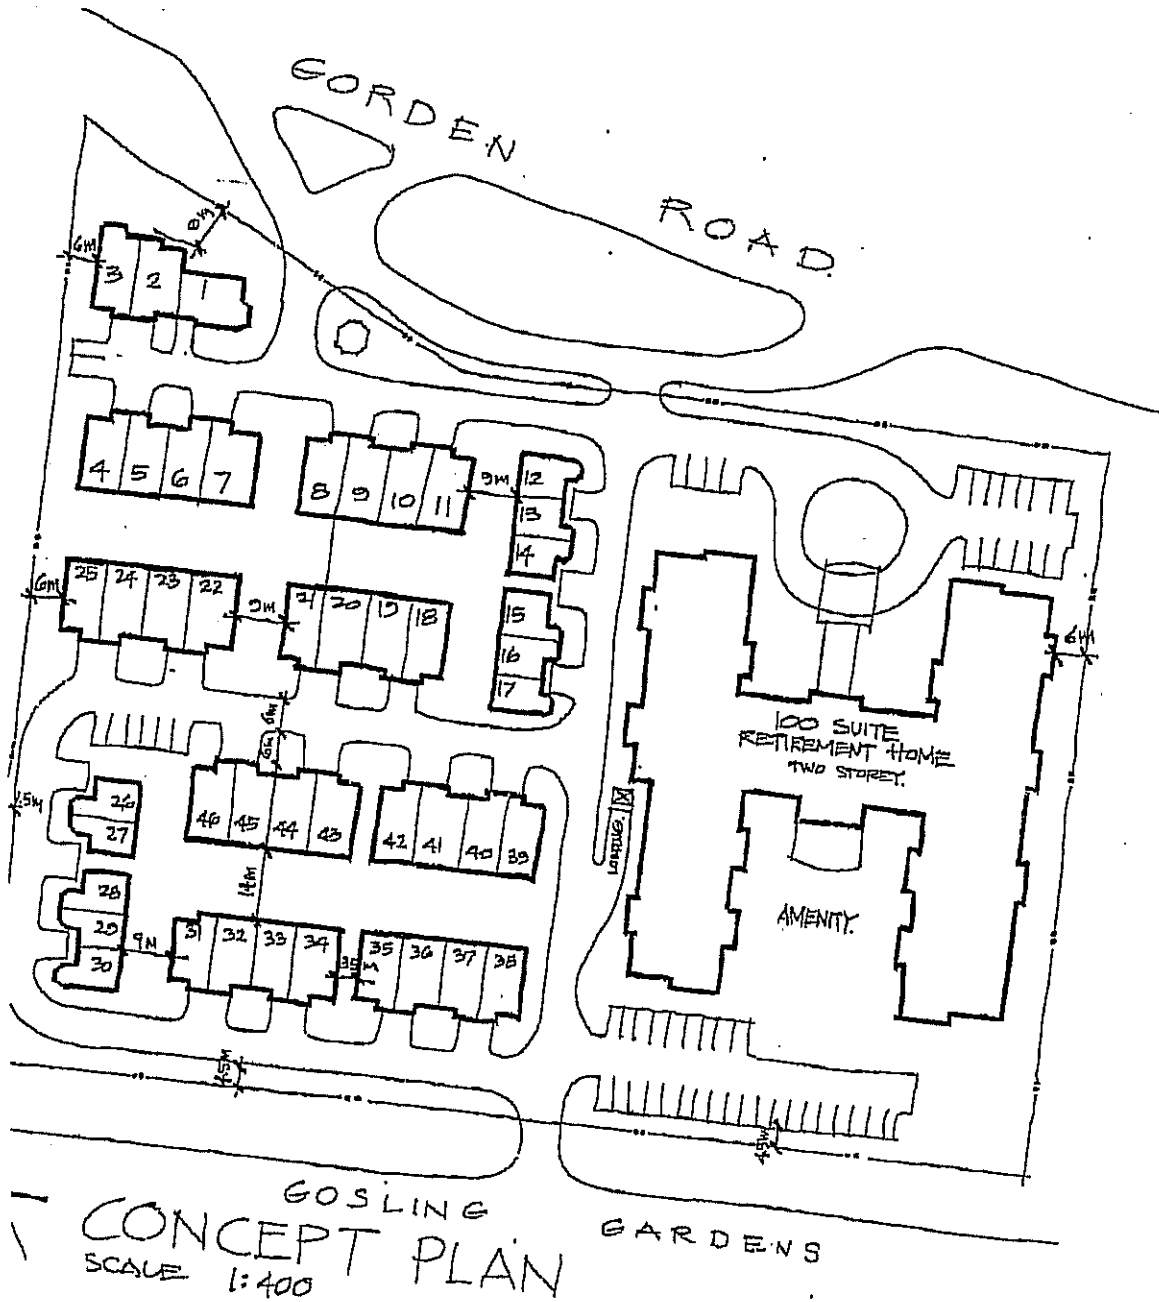 GORDEN
ROAD.
8M
6M
3 2 1
4 5 6 7
8 9 10 11
9M
12
13
14
6M
25 24 23 22
9M
21 20 19 18
15
16
17
6M
6M
6M
100 SUITE
RETIREMENT HOME
TWO STOREY.
26
27
46 45 44 43
42 41 40 39
LOADING.
14M
28
29
30
9M
31 32 33 34
35 36 37 38
AMENITY.
4.5M
GOSLING
GARDENS
CONCEPT PLAN
SCALE 1:400